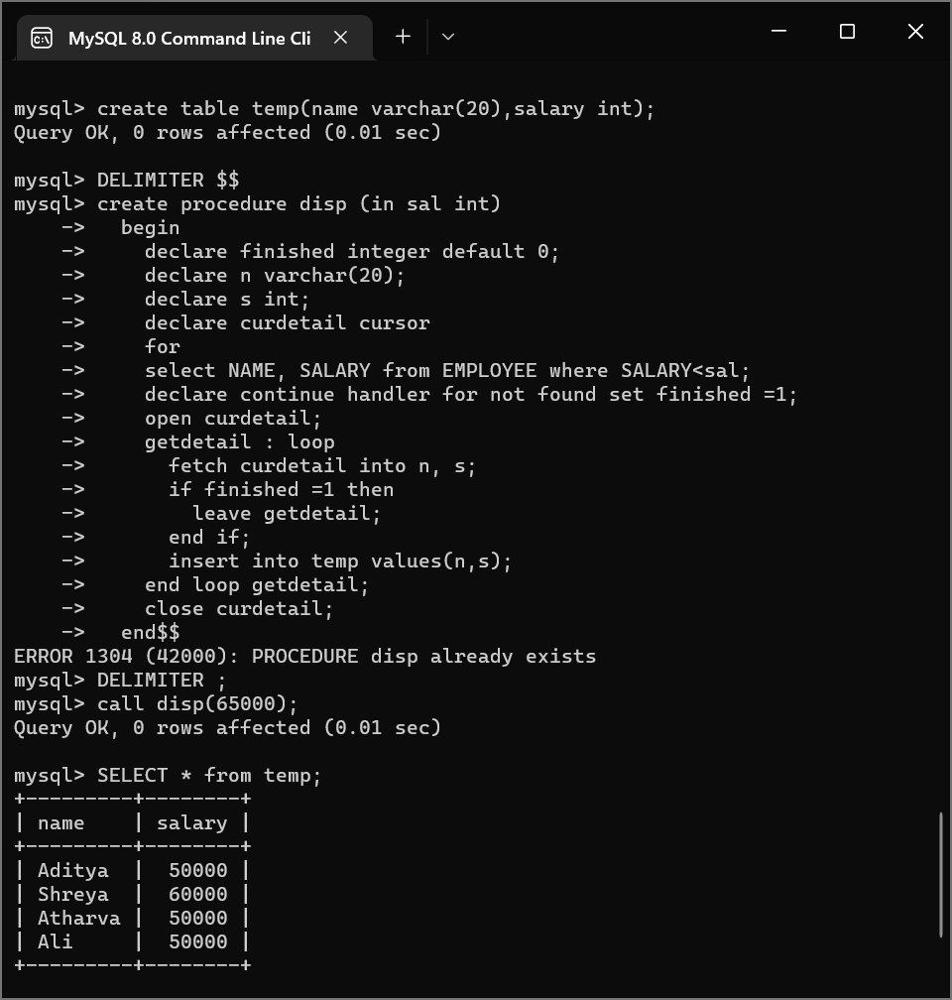 MySQL 8.0 Command Line Cli
mysql> create table temp(name varchar(20),salary int);
Query OK, 0 rows affected (0.01 sec)
mysql> DELIMITER $$
mysql> create procedure disp (in sal int)
    ->   begin
    ->     declare finished integer default 0;
    ->     declare n varchar(20);
    ->     declare s int;
    ->     declare curdetail cursor
    ->     for
    ->     select NAME, SALARY from EMPLOYEE where SALARY<sal;
    ->     declare continue handler for not found set finished =1;
    ->     open curdetail;
    ->     getdetail : loop
    ->       fetch curdetail into n, s;
    ->       if finished =1 then
    ->         leave getdetail;
    ->       end if;
    ->       insert into temp values(n,s);
    ->     end loop getdetail;
    ->     close curdetail;
    ->   end$$
ERROR 1304 (42000): PROCEDURE disp already exists
mysql> DELIMITER ;
mysql> call disp(65000);
Query OK, 0 rows affected (0.01 sec)
mysql> SELECT * from temp;
+---------+--------+
| name    | salary |
+---------+--------+
| Aditya  |  50000 |
| Shreya  |  60000 |
| Atharva |  50000 |
| Ali     |  50000 |
+---------+--------+